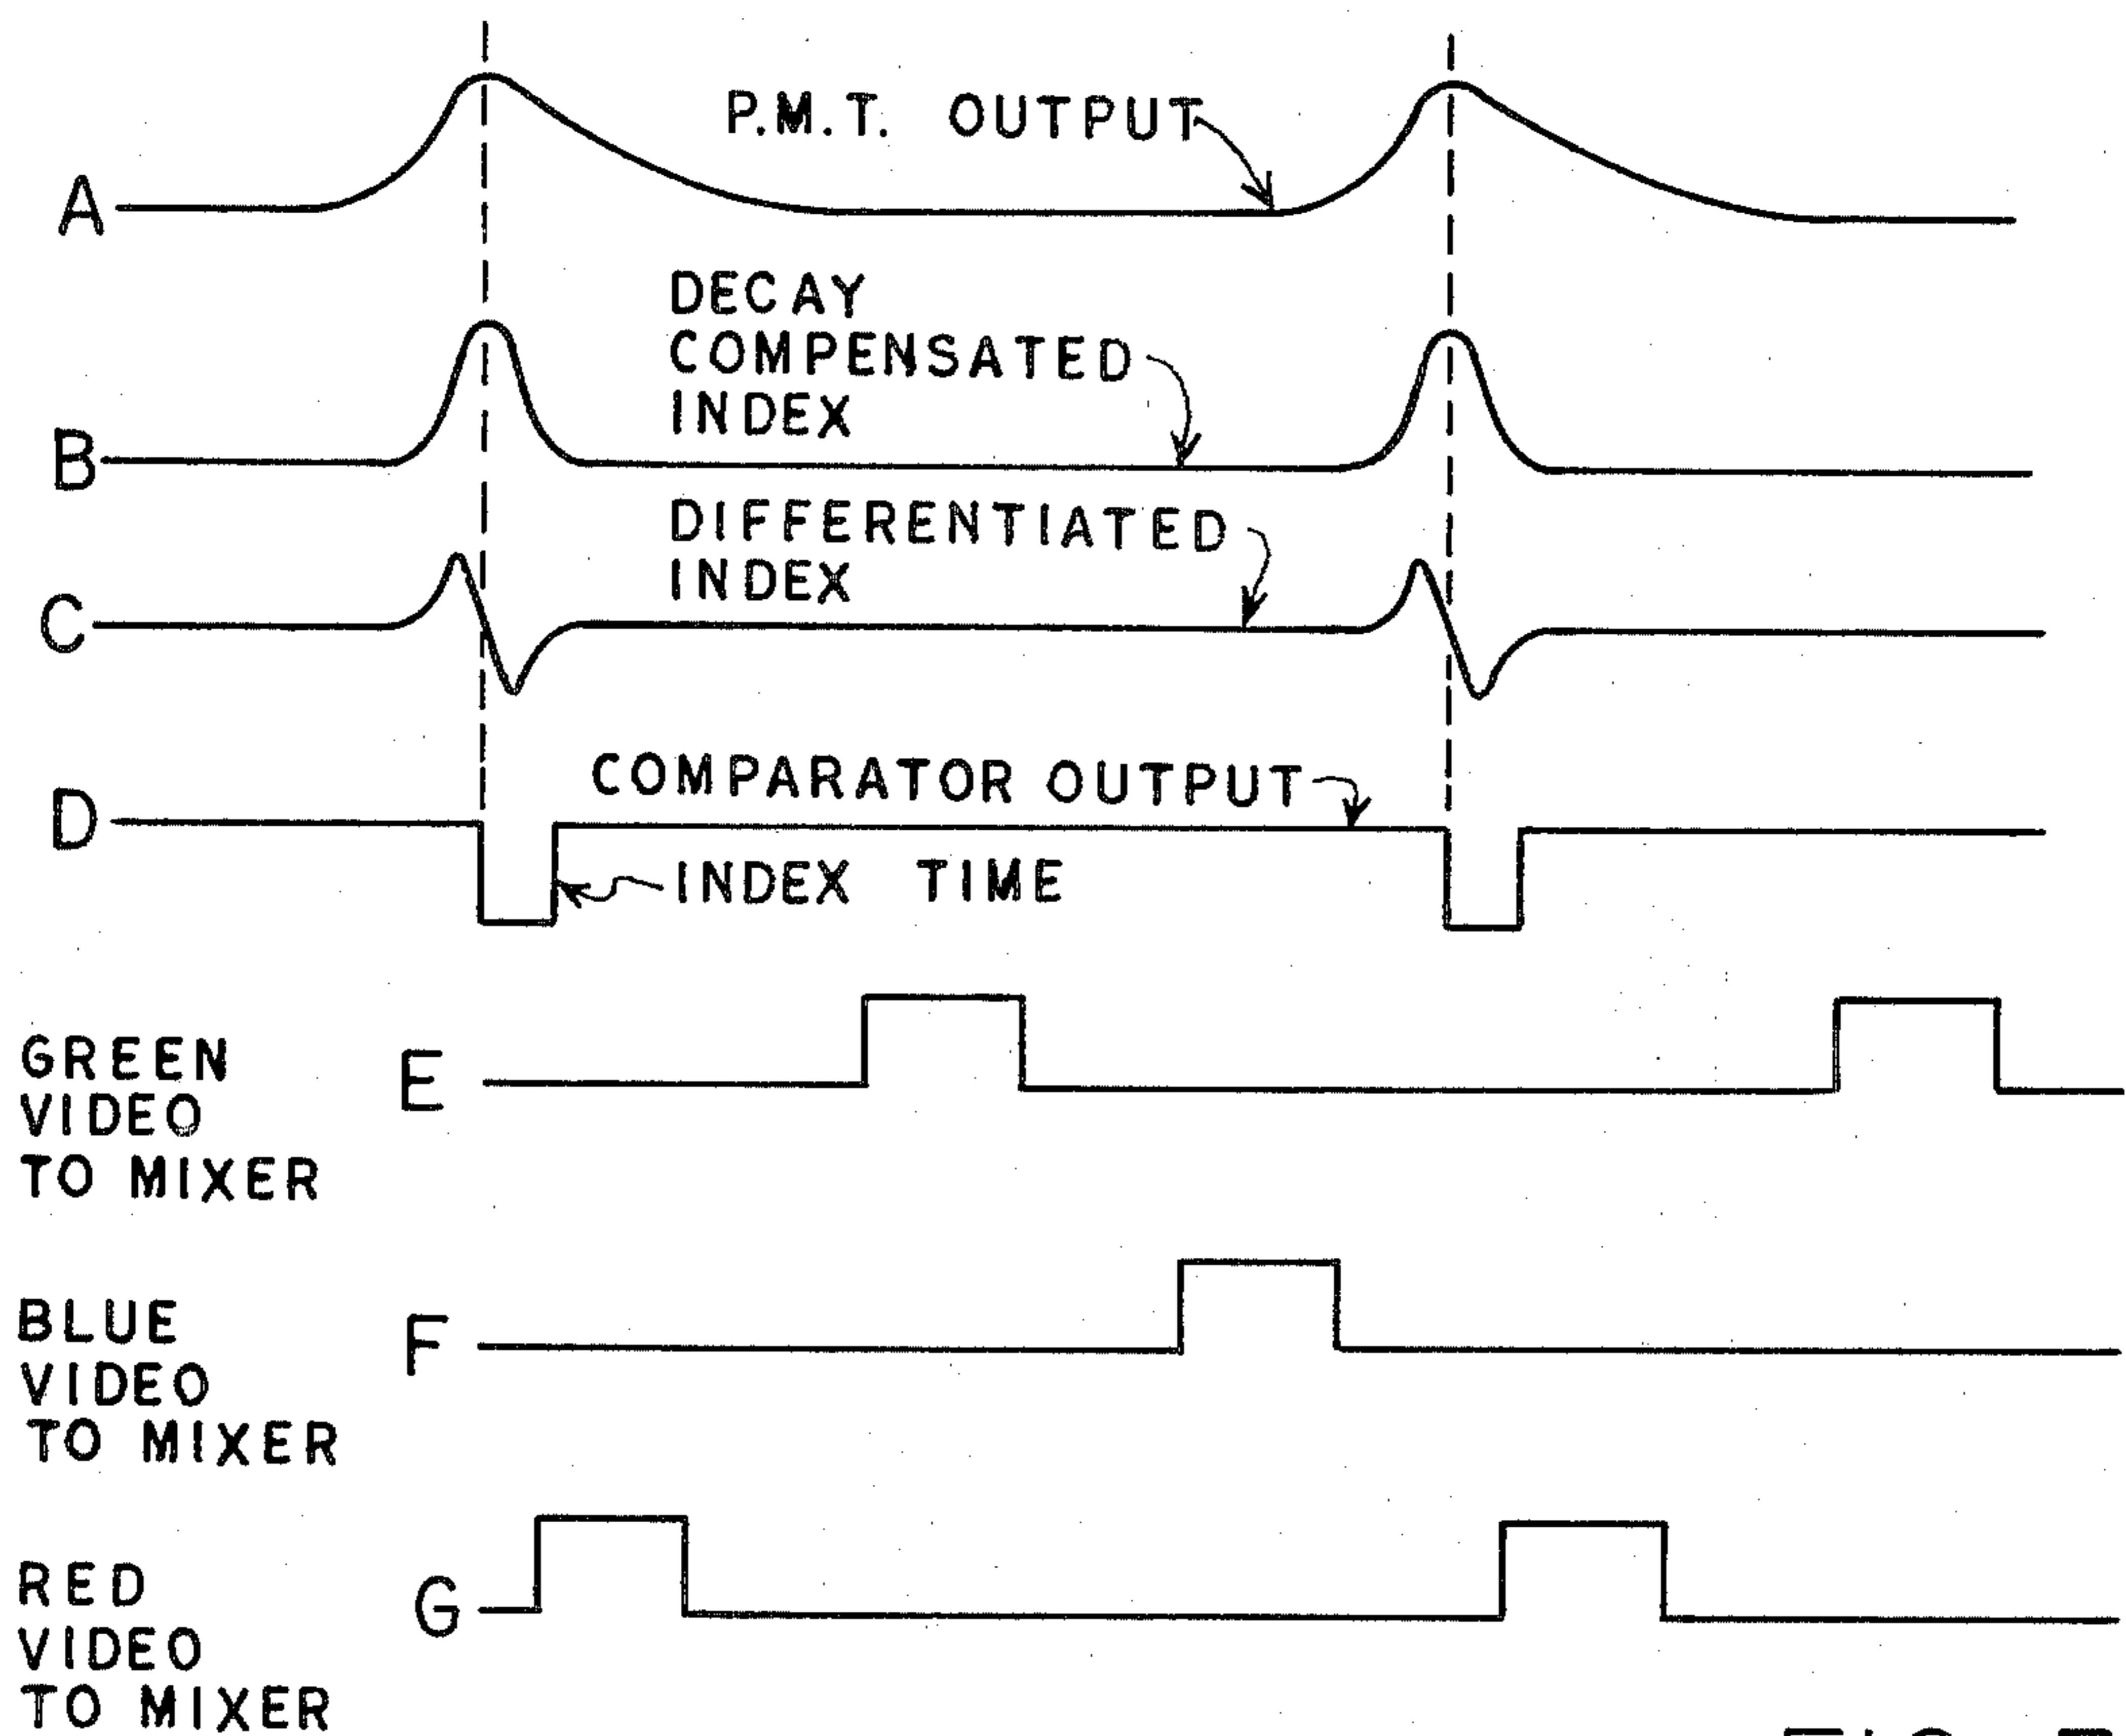 A
P.M.T. OUTPUT
DECAY
COMPENSATED
INDEX
B
DIFFERENTIATED
INDEX
C
COMPARATOR OUTPUT
D
INDEX TIME
GREEN
VIDEO
TO MIXER
E
BLUE
VIDEO
TO MIXER
F
RED
VIDEO
TO MIXER
G